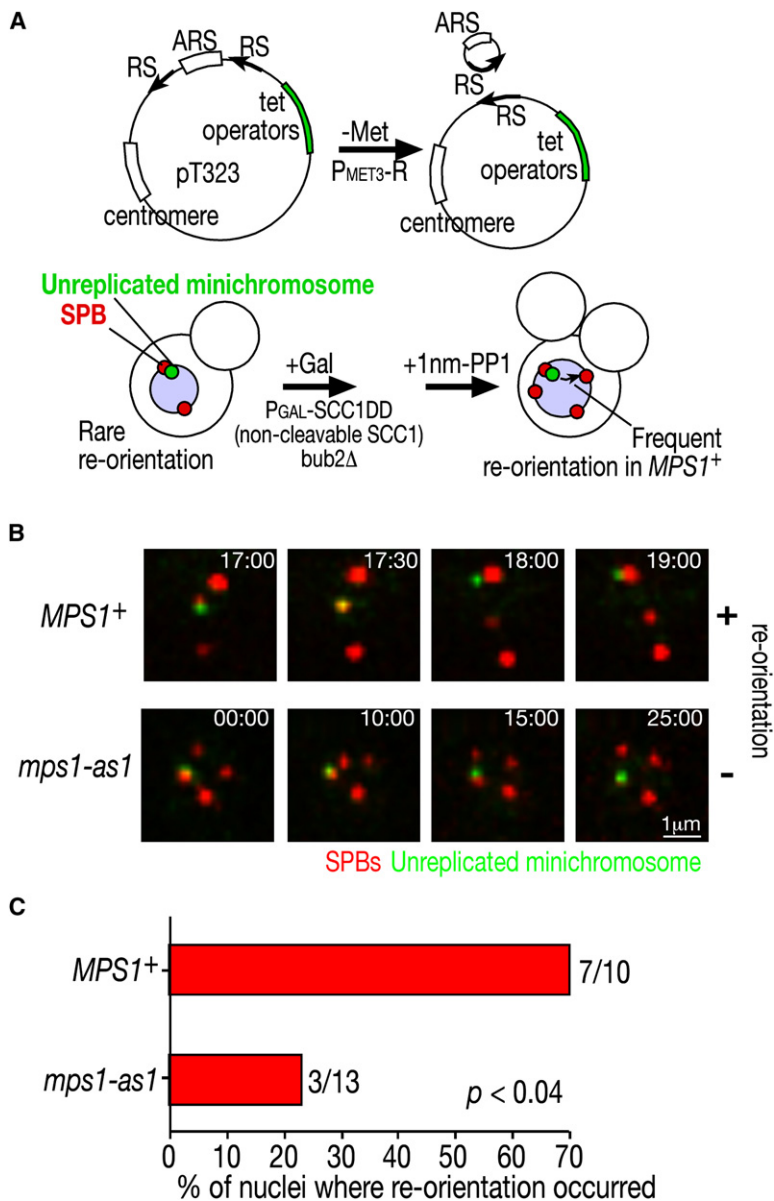 A
ARS
RS
RS
tet
operators
pT323
centromere
-Met
PMET3-R
ARS
RS
RS
tet
operators
centromere
Unreplicated minichromosome
SPB
Rare
re-orientation
+Gal
PGAL-SCC1DD
(non-cleavable SCC1)
bub2Δ
+1nm-PP1
Frequent
re-orientation in MPS1+
B
MPS1+
17:00
17:30
18:00
19:00
+
mps1-as1
00:00
10:00
15:00
25:00
-
1μm
re-orientation
SPBs Unreplicated minichromosome
C
MPS1+
7/10
mps1-as1
3/13
p < 0.04
0 10 20 30 40 50 60 70
% of nuclei where re-orientation occurred